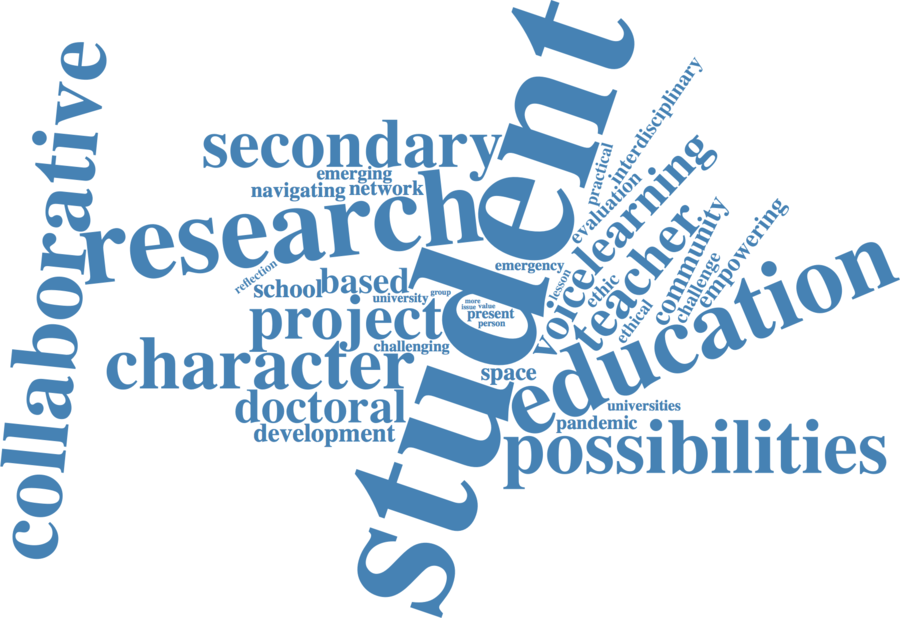 collaborative
secondary
emerging
navigating
network
research
student
reflection
school
based
university
group
project
challenging
character
doctoral
development
emergency
more
issue
value
present
person
space
voice
lesson
ethic
ethical
learning
teacher
evaluation
practical
interdisciplinary
community
challenge
empowering
education
universities
pandemic
possibilities